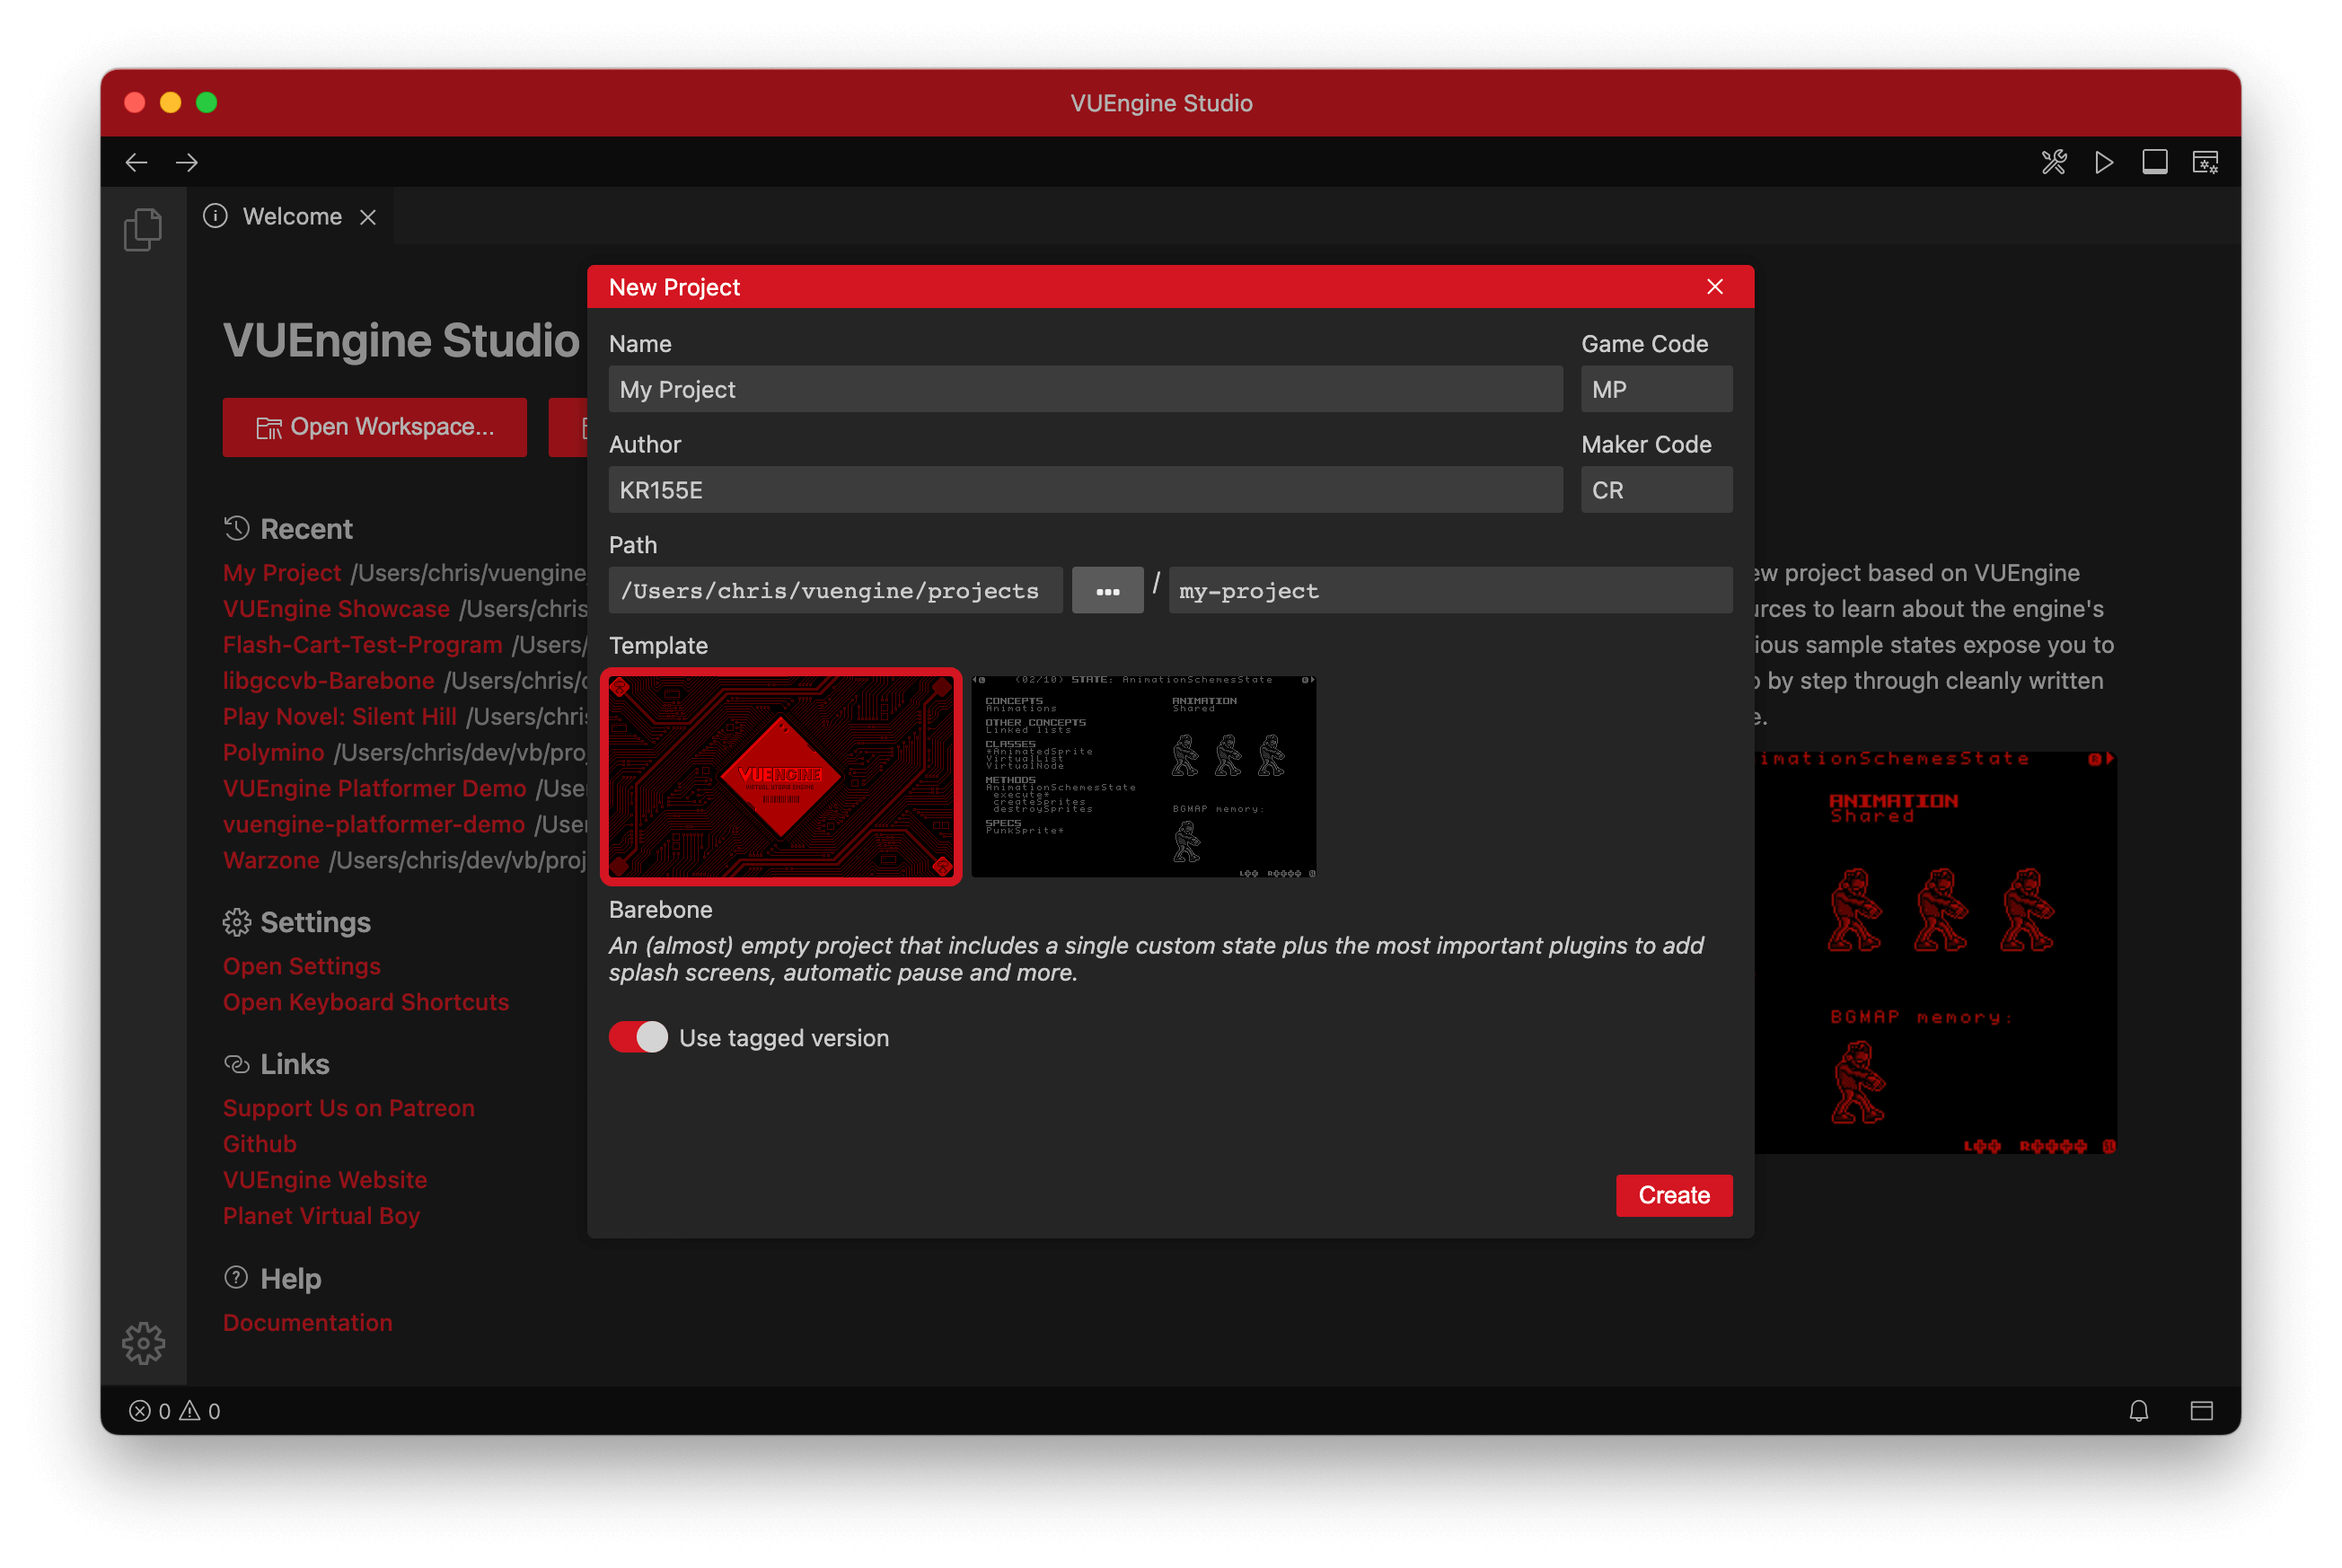 VUEngine Studio
Welcome
VUEngine Studio
Open Workspace...
Recent
My Project /Users/chris/vuengine
VUEngine Showcase /Users/chris
Flash-Cart-Test-Program /Users/
libgccvb-Barebone /Users/chris/
Play Novel: Silent Hill /Users/chris
Polymino /Users/chris/dev/vb/proj
VUEngine Platformer Demo /Users
vuengine-platformer-demo /User
Warzone /Users/chris/dev/vb/proj
Settings
Open Settings
Open Keyboard Shortcuts
Links
Support Us on Patreon
Github
VUEngine Website
Planet Virtual Boy
Help
Documentation
New Project
Name
Game Code
My Project
MP
Author
Maker Code
KR155E
CR
Path
/Users/chris/vuengine/projects
...
/
my-project
Template
VUENGINE
(02/10) STATE: AnimationSchemesState
CONCEPTS
Animations
OTHER CONCEPTS
Linked lists
CLASSES
*AnimatedSprite
VirtualList
VirtualNode
METHODS
AnimationSchemesState
execute*
createSprites
destroySprites
SPECS
PunkSprite*
ANIMATION
Shared
BGMAP memory:
Barebone
An (almost) empty project that includes a single custom state plus the most important plugins to add
splash screens, automatic pause and more.
Use tagged version
Create
ew project based on VUEngine
urces to learn about the engine's
ious sample states expose you to
by step through cleanly written
e.
imationSchemesState
ANIMATION
Shared
BGMAP memory:
0 0